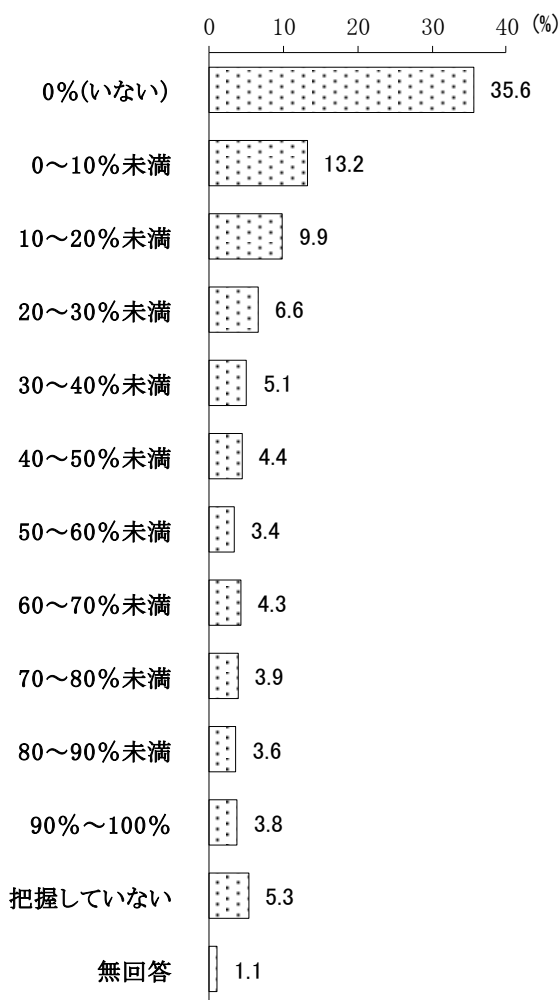 0 10 20 30 40 (%)
0%(いない) 35.6
0～10%未満 13.2
10～20%未満 9.9
20～30%未満 6.6
30～40%未満 5.1
40～50%未満 4.4
50～60%未満 3.4
60～70%未満 4.3
70～80%未満 3.9
80～90%未満 3.6
90%～100% 3.8
把握していない 5.3
無回答 1.1